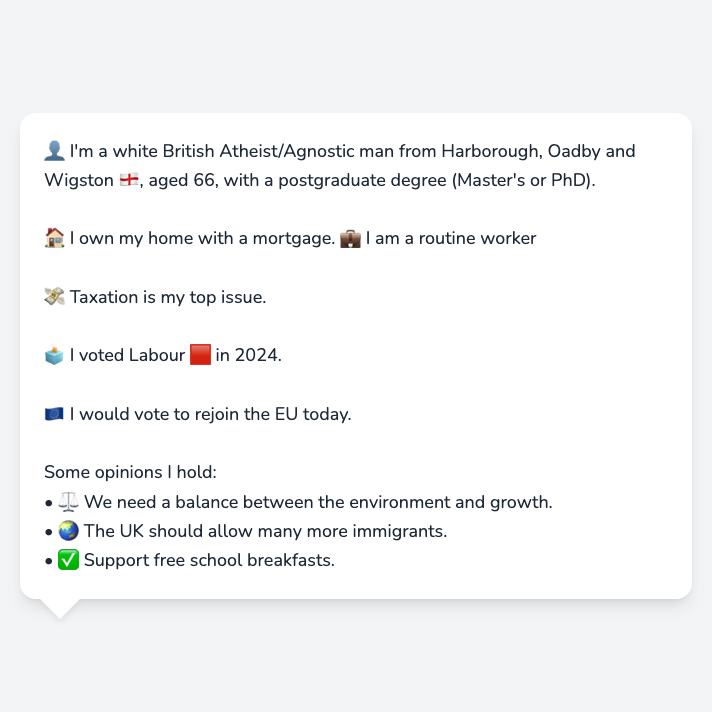 👤 I'm a white British Atheist/Agnostic man from Harborough, Oadby and
Wigston 🏴󠁧󠁢󠁥󠁮󠁧󠁿, aged 66, with a postgraduate degree (Master's or PhD).
🏠 I own my home with a mortgage. 💼 I am a routine worker
💸 Taxation is my top issue.
🗳️ I voted Labour 🟥 in 2024.
🇪🇺 I would vote to rejoin the EU today.
Some opinions I hold:
• ⚖️ We need a balance between the environment and growth.
• 🌏 The UK should allow many more immigrants.
• ✅ Support free school breakfasts.